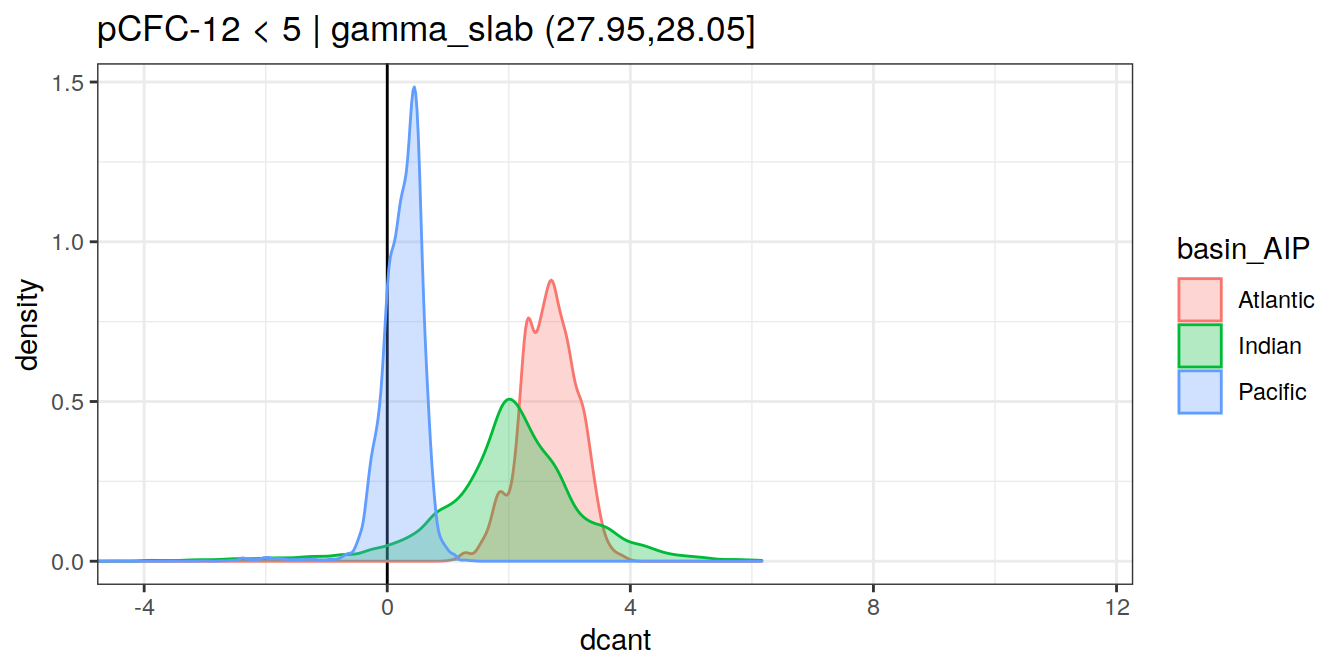 pCFC-12 < 5 | gamma_slab (27.95,28.05]
1.5
1.0
0.5
0.0
density
-4
0
4
8
12
dcant
basin_AIP
Atlantic
Indian
Pacific